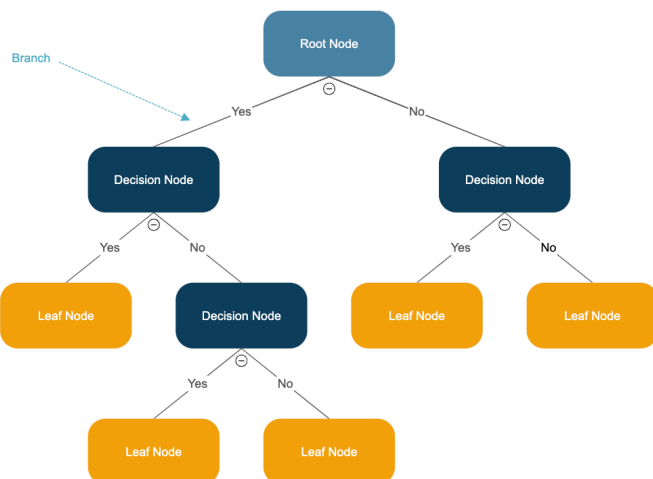 Root Node
Branch
Yes
No
Decision Node
Decision Node
Yes
No
Yes
No
Leaf Node
Decision Node
Leaf Node
Leaf Node
Yes
No
Leaf Node
Leaf Node